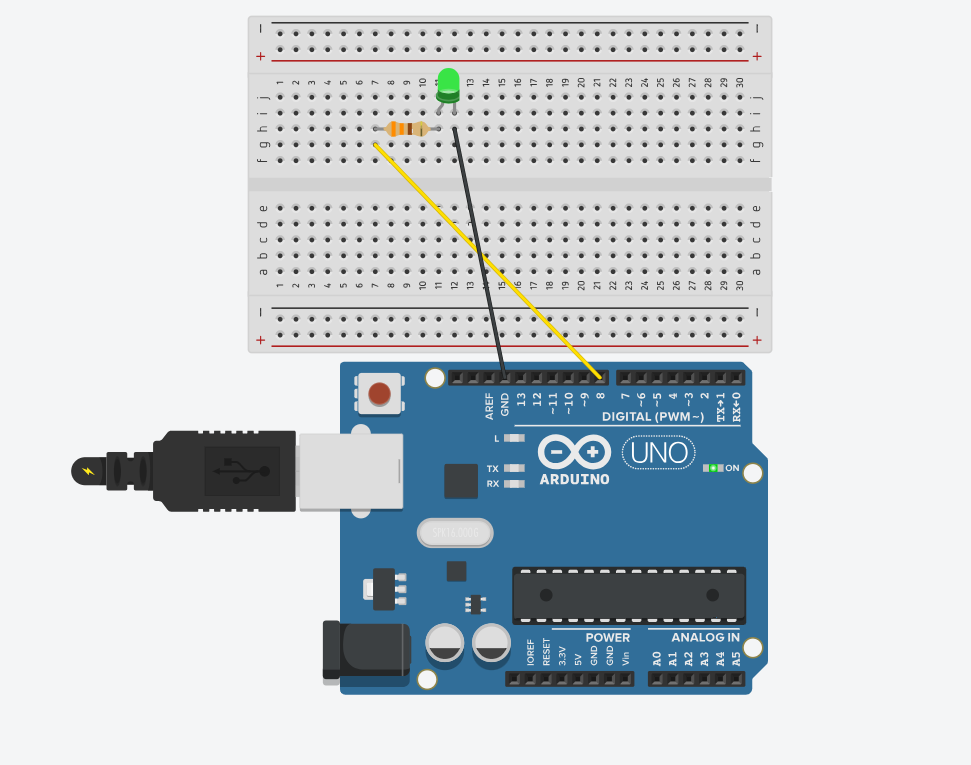 − −
+ +
1 2 3 4 5 6 7 8 9 10 11 12 13 14 15 16 17 18 19 20 21 22 23 24 25 26 27 28 29 30
j j
i i
h h
g g
f f
e e
d d
c c
b b
a a
1 2 3 4 5 6 7 8 9 10 11 12 13 14 15 16 17 18 19 20 21 22 23 24 25 26 27 28 29 30
− −
+ +
AREF GND 13 12 ~11 ~10 ~9 8 7 ~6 ~5 4 ~3 2 TX→1 RX←0
DIGITAL (PWM~)
L
TX
RX
UNO
ON
ARDUINO
POWER ANALOG IN
IOREF RESET 3.3V 5V GND GND Vin A0 A1 A2 A3 A4 A5